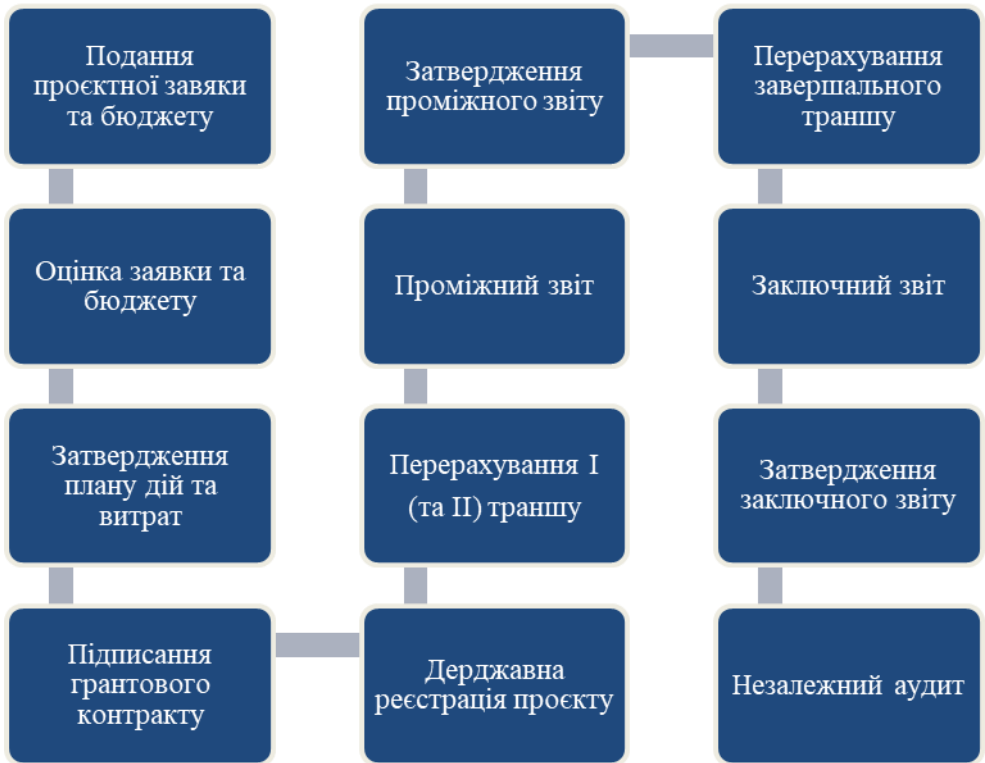 Подання
проєктної завяки
та бюджету
Оцінка заявки та
бюджету
Затвердження
плану дій та
витрат
Підписання
грантового
контракту
Дерджавна
реєстрація проєкту
Перерахування І
(та ІІ) траншу
Проміжний звіт
Затвердження
проміжного звіту
Перерахування
завершального
траншу
Заключний звіт
Затвердження
заключного звіту
Незалежний аудит